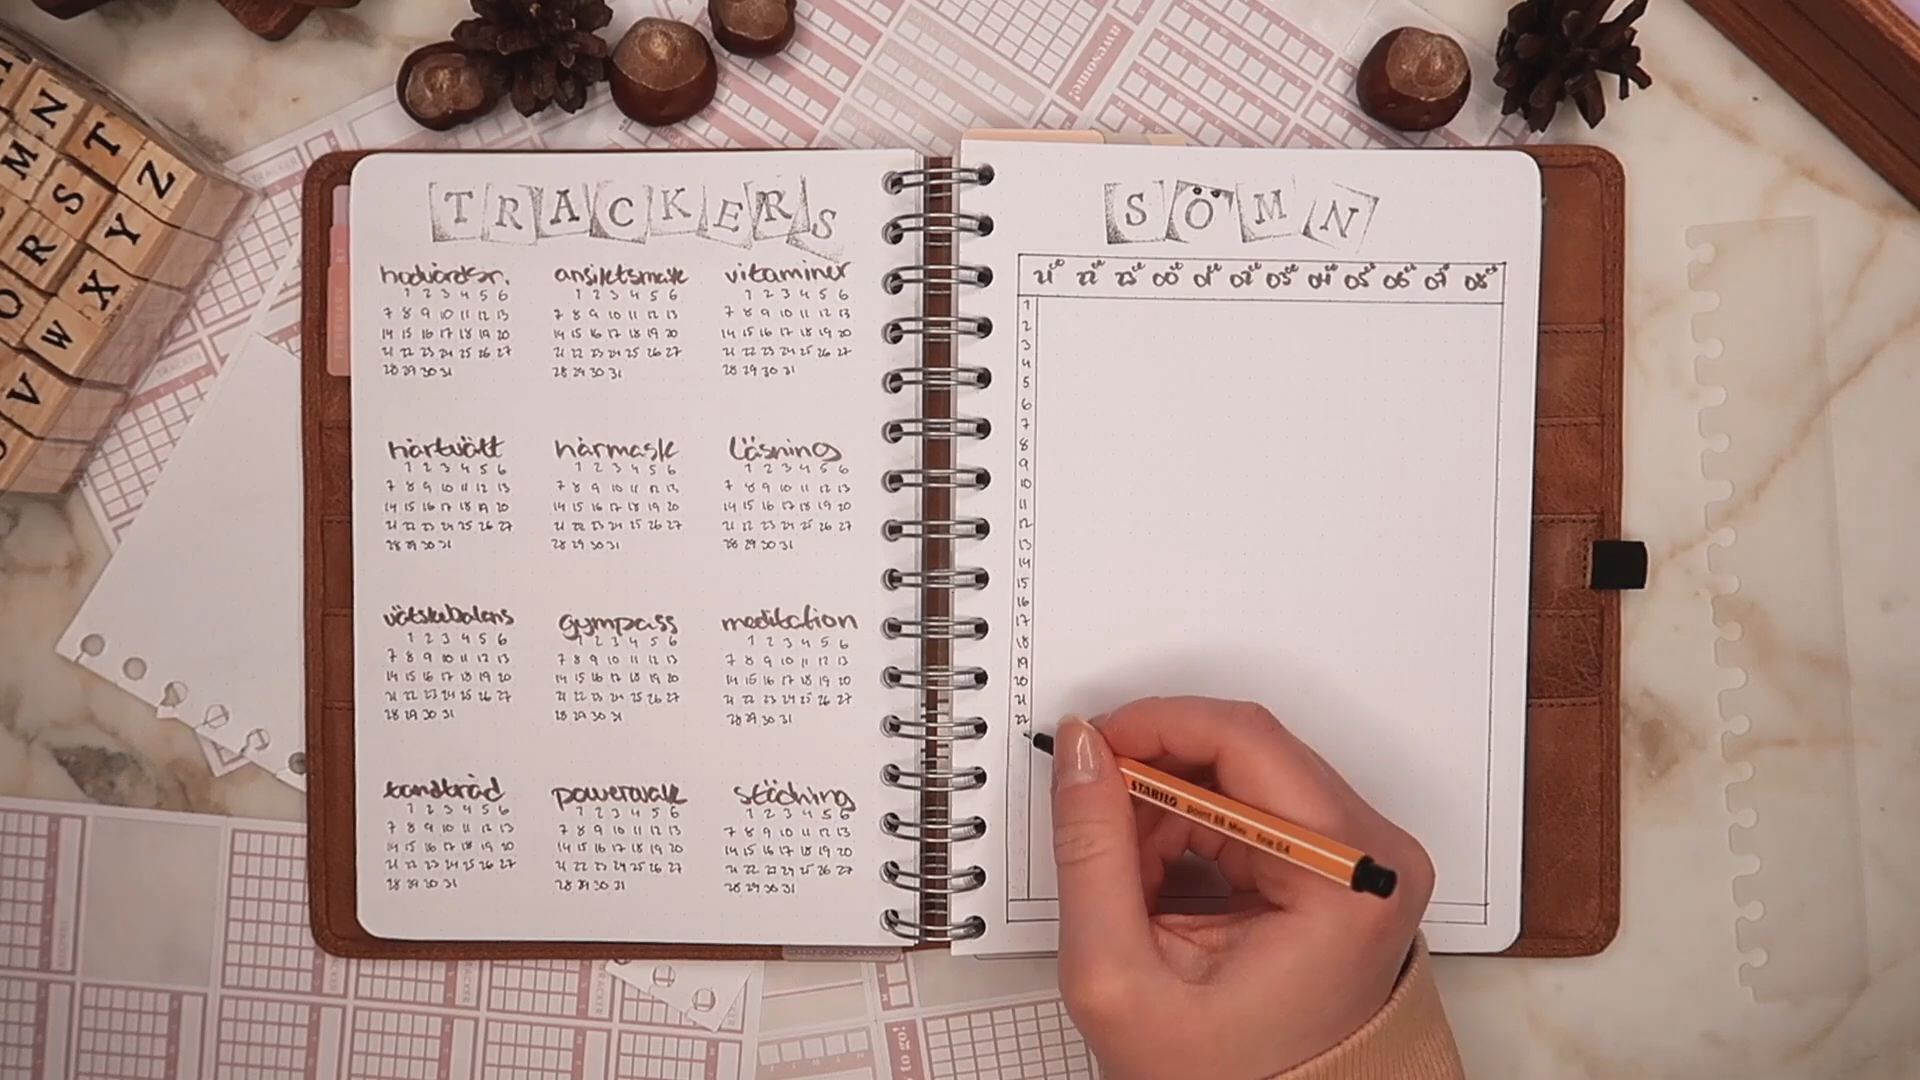 TRACKERS
hudvårdsr. ansiktsmask vitaminer
1 2 3 4 5 6 1 2 3 4 5 6 1 2 3 4 5 6
7 8 9 10 11 12 13 7 8 9 10 11 12 13 7 8 9 10 11 12 13
14 15 16 17 18 19 20 14 15 16 17 18 19 20 14 15 16 17 18 19 20
21 22 23 24 25 26 27 21 22 23 24 25 26 27 21 22 23 24 25 26 27
28 29 30 31 28 29 30 31 28 29 30 31
hårtvätt hårmask läsning
1 2 3 4 5 6 1 2 3 4 5 6 1 2 3 4 5 6
7 8 9 10 11 12 13 7 8 9 10 11 12 13 7 8 9 10 11 12 13
14 15 16 17 18 19 20 14 15 16 17 18 19 20 14 15 16 17 18 19 20
21 22 23 24 25 26 27 21 22 23 24 25 26 27 21 22 23 24 25 26 27
28 29 30 31 28 29 30 31 28 29 30 31
vätskebalans gympass meditation
1 2 3 4 5 6 1 2 3 4 5 6 1 2 3 4 5 6
7 8 9 10 11 12 13 7 8 9 10 11 12 13 7 8 9 10 11 12 13
14 15 16 17 18 19 20 14 15 16 17 18 19 20 14 15 16 17 18 19 20
21 22 23 24 25 26 27 21 22 23 24 25 26 27 21 22 23 24 25 26 27
28 29 30 31 28 29 30 31 28 29 30 31
tandtråd powerwalk städning
1 2 3 4 5 6 1 2 3 4 5 6 1 2 3 4 5 6
7 8 9 10 11 12 13 7 8 9 10 11 12 13 7 8 9 10 11 12 13
14 15 16 17 18 19 20 14 15 16 17 18 19 20 14 15 16 17 18 19 20
21 22 23 24 25 26 27 21 22 23 24 25 26 27 21 22 23 24 25 26 27
28 29 30 31 28 29 30 31 28 29 30 31
SÖMN
21⁰⁰ 22⁰⁰ 23⁰⁰ 00⁰⁰ 01⁰⁰ 02⁰⁰ 03⁰⁰ 04⁰⁰ 05⁰⁰ 06⁰⁰ 07⁰⁰ 08⁰⁰
1
2
3
4
5
6
7
8
9
10
11
12
13
14
15
16
17
18
19
20
21
22
STABILO point 88 Mini fine 0,4
awesome!
to go!
TRACKER
N
M S T
R Y Z
O W X
V